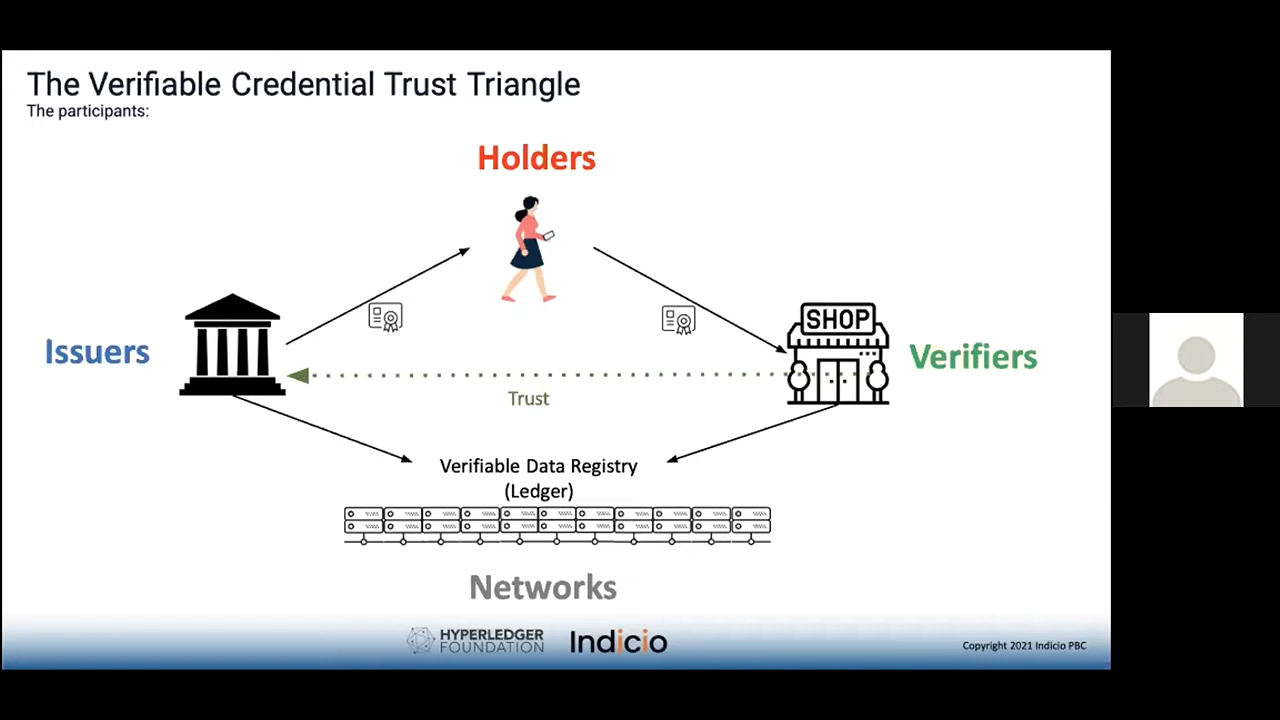 The Verifiable Credential Trust Triangle
The participants:
Holders
SHOP
Issuers
Verifiers
Trust
Verifiable Data Registry
(Ledger)
Networks
HYPERLEDGER
FOUNDATION
Indicio
Copyright 2021 Indicio PBC